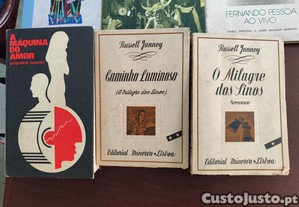 FERNANDO PESSOA
AO VIVO
A
MÁQUINA
DO
AMOR
Russell Janney
Caminho Luminoso
(O Milagre dos Sinos)
Editorial Minerva - Lisboa
Russell Janney
O Milagre
dos Sinos
Romance
Editorial Minerva - Lisboa
CustoJusto.pt